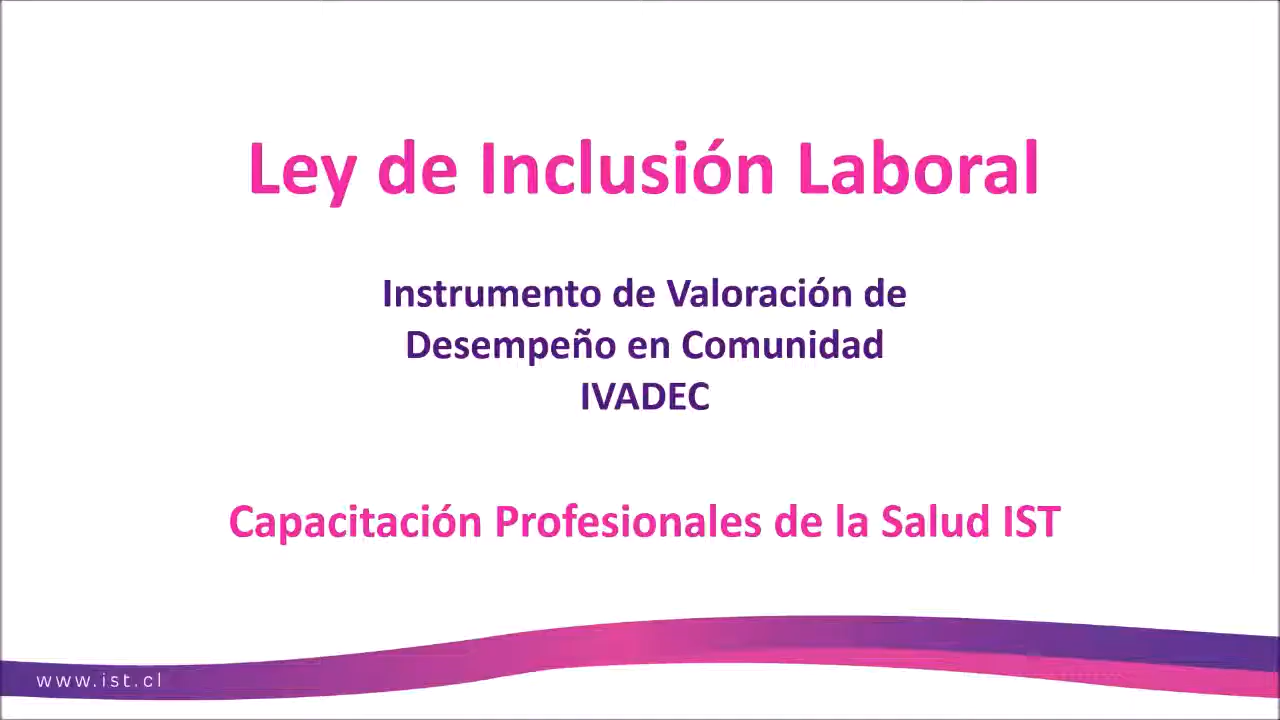 Ley de Inclusión Laboral
Instrumento de Valoración de
Desempeño en Comunidad
IVADEC
Capacitación Profesionales de la Salud IST
www.ist.cl